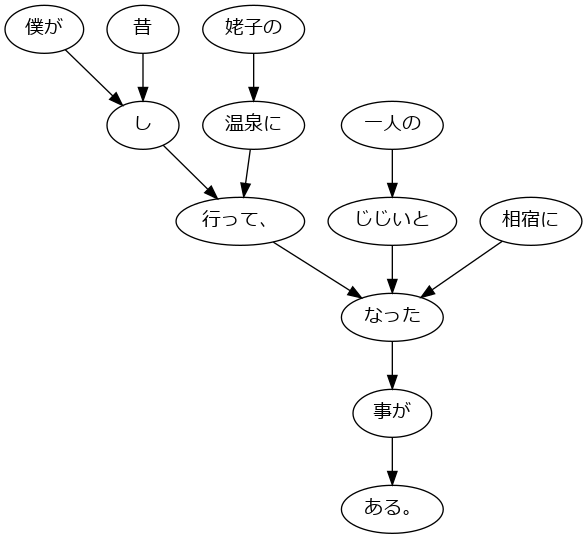 僕が 昔 姥子の
し 温泉に 一人の
行って、 じじいと 相宿に
なった
事が
ある。